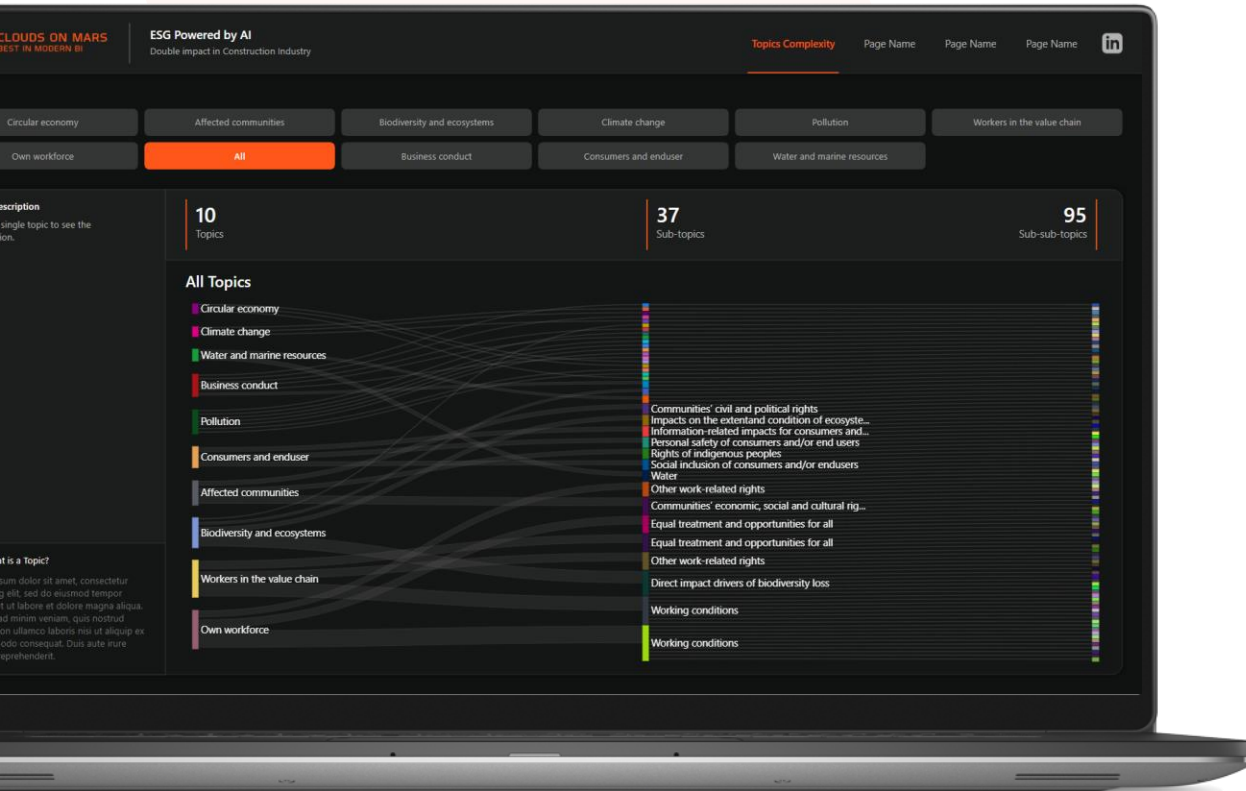 CLOUDS ON MARS
BEST IN MODERN BI
ESG Powered by AI
Double impact in Construction Industry
Topics Complexity
Page Name
Page Name
Page Name
in
Circular economy
Affected communities
Biodiversity and ecosystems
Climate change
Pollution
Workers in the value chain
Own workforce
All
Business conduct
Consumers and enduser
Water and marine resources
escription
single topic to see the
ion.
10
Topics
37
Sub-topics
95
Sub-sub-topics
All Topics
Circular economy
Climate change
Water and marine resources
Business conduct
Pollution
Consumers and enduser
Affected communities
Biodiversity and ecosystems
Workers in the value chain
Own workforce
Communities' civil and political rights
Impacts on the extentand condition of ecosyste...
Information-related impacts for consumers and...
Personal safety of consumers and/or end users
Rights of indigenous peoples
Social inclusion of consumers and/or endusers
Water
Other work-related rights
Communities' economic, social and cultural rig...
Equal treatment and opportunities for all
Equal treatment and opportunities for all
Other work-related rights
Direct impact drivers of biodiversity loss
Working conditions
Working conditions
at is a Topic?
sum dolor sit amet, consectetur
g elit, sed do eiusmod tempor
t ut labore et dolore magna aliqua.
ad minim veniam, quis nostrud
on ullamco laboris nisi ut aliquip ex
odo consequat. Duis aute irure
eprehenderit.